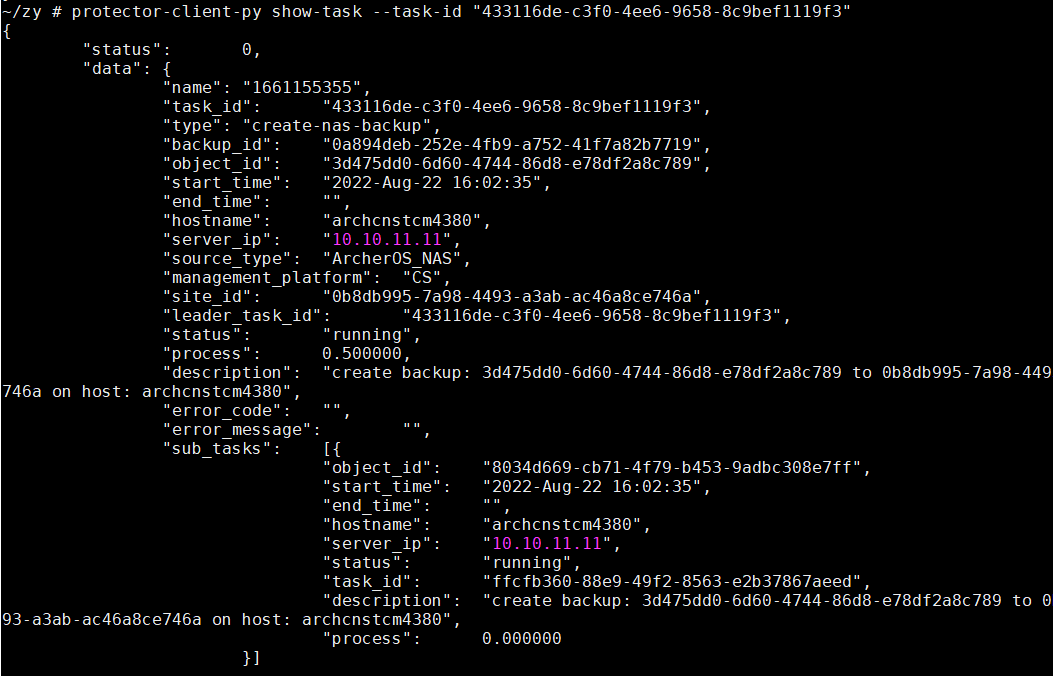 ~/zy # protector-client-py show-task --task-id "433116de-c3f0-4ee6-9658-8c9bef1119f3"
{
"status": 0,
"data": {
"name": "1661155355",
"task_id": "433116de-c3f0-4ee6-9658-8c9bef1119f3",
"type": "create-nas-backup",
"backup_id": "0a894deb-252e-4fb9-a752-41f7a82b7719",
"object_id": "3d475dd0-6d60-4744-86d8-e78df2a8c789",
"start_time": "2022-Aug-22 16:02:35",
"end_time": "",
"hostname": "archcnstcm4380",
"server_ip": "10.10.11.11",
"source_type": "ArcherOS_NAS",
"management_platform": "CS",
"site_id": "0b8db995-7a98-4493-a3ab-ac46a8ce746a",
"leader_task_id": "433116de-c3f0-4ee6-9658-8c9bef1119f3",
"status": "running",
"process": 0.500000,
"description": "create backup: 3d475dd0-6d60-4744-86d8-e78df2a8c789 to 0b8db995-7a98-449
746a on host: archcnstcm4380",
"error_code": "",
"error_message": "",
"sub_tasks": [{
"object_id": "8034d669-cb71-4f79-b453-9adbc308e7ff",
"start_time": "2022-Aug-22 16:02:35",
"end_time": "",
"hostname": "archcnstcm4380",
"server_ip": "10.10.11.11",
"status": "running",
"task_id": "ffcfb360-88e9-49f2-8563-e2b37867aeed",
"description": "create backup: 3d475dd0-6d60-4744-86d8-e78df2a8c789 to 0
93-a3ab-ac46a8ce746a on host: archcnstcm4380",
"process": 0.000000
}]